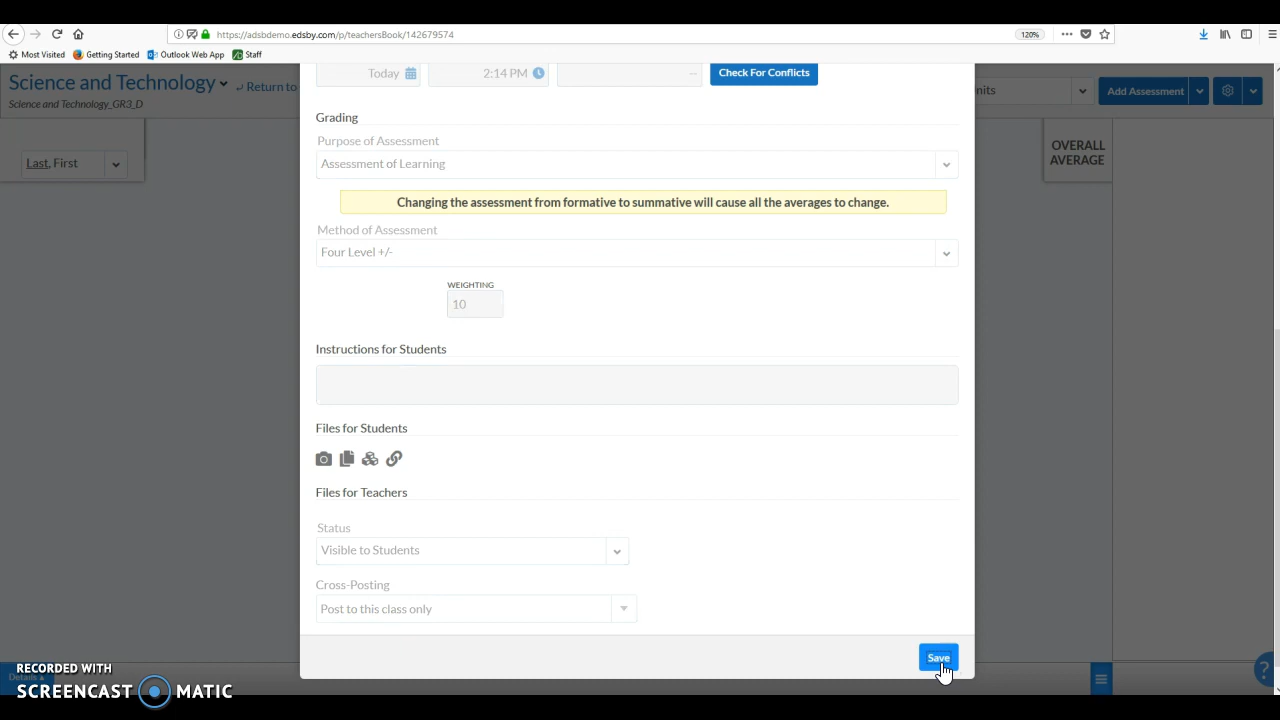 https://adsbdemo.edsby.com/p/teachersBook/142679574
120%
Most Visited
Getting Started
Outlook Web App
Staff
Science and Technology
Return to
Science and Technology_GR3_D
Today
2:14 PM
--
Check For Conflicts
nits
Add Assessment
Last, First
OVERALL
AVERAGE
Grading
Purpose of Assessment
Assessment of Learning
Changing the assessment from formative to summative will cause all the averages to change.
Method of Assessment
Four Level +/-
WEIGHTING
10
Instructions for Students
Files for Students
Files for Teachers
Status
Visible to Students
Cross-Posting
Post to this class only
Save
Details
?
RECORDED WITH
SCREENCAST MATIC